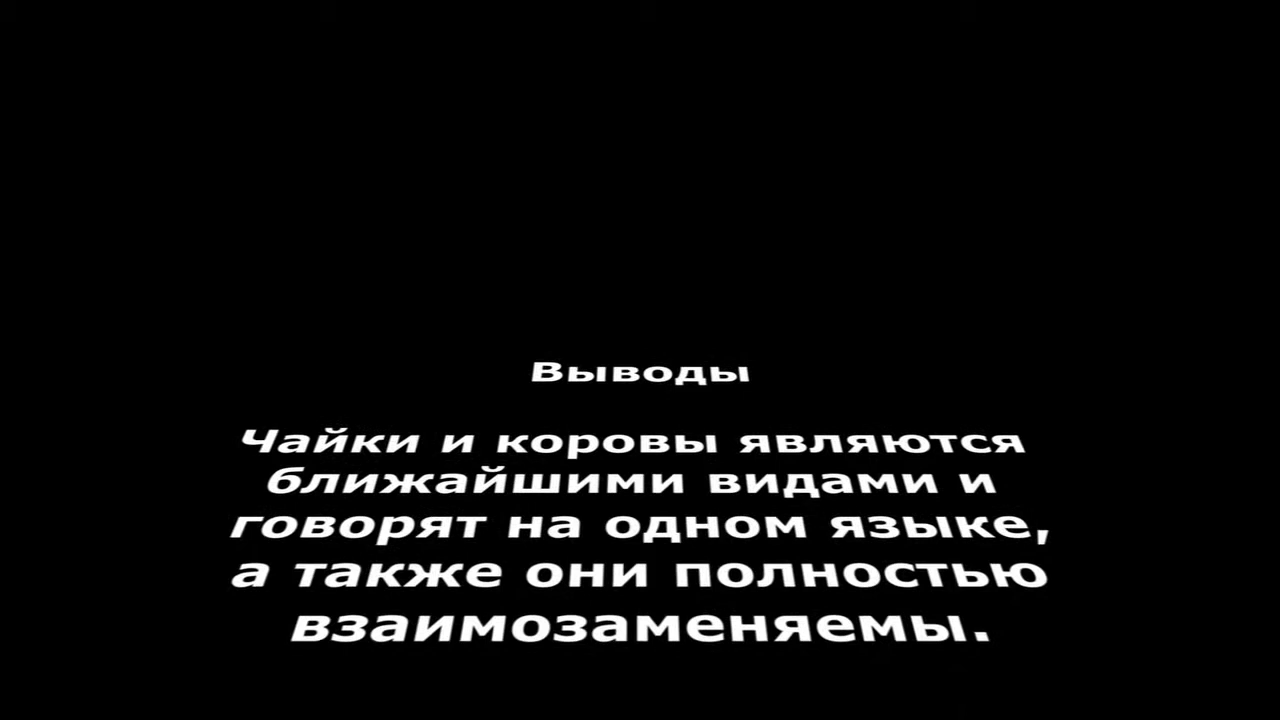 Выводы
Чайки и коровы являются
ближайшими видами и
говорят на одном языке,
а также они полностью
взаимозаменяемы.